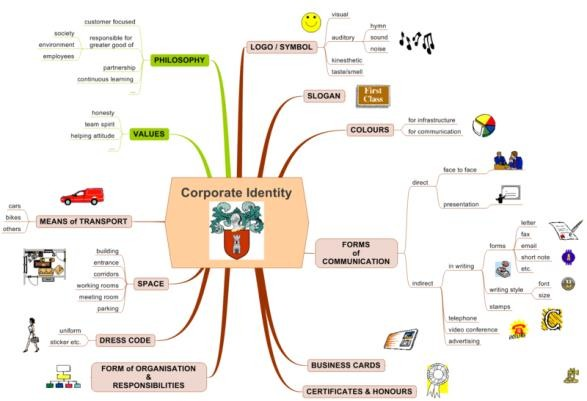 Corporate Identity
PHILOSOPHY
customer focused
responsible for
greater good of
society
environment
employees
partnership
continuous learning
...
VALUES
honesty
team spirit
helping attitude
...
MEANS of TRANSPORT
cars
bikes
others
SPACE
building
entrance
corridors
working rooms
meeting room
parking
DRESS CODE
uniform
sticker etc.
FORM of ORGANISATION
&
RESPONSIBILITIES
LOGO / SYMBOL
visual
auditory
hymn
sound
noise
kinesthetic
taste/smell
SLOGAN
First
Class
COLOURS
for infrastructure
for communication
FORMS
of
COMMUNICATION
direct
face to face
presentation
indirect
in writing
forms
letter
fax
email
short note
etc.
writing style
font
size
stamps
telephone
video conference
advertising
BUSINESS CARDS
CERTIFICATES & HONOURS